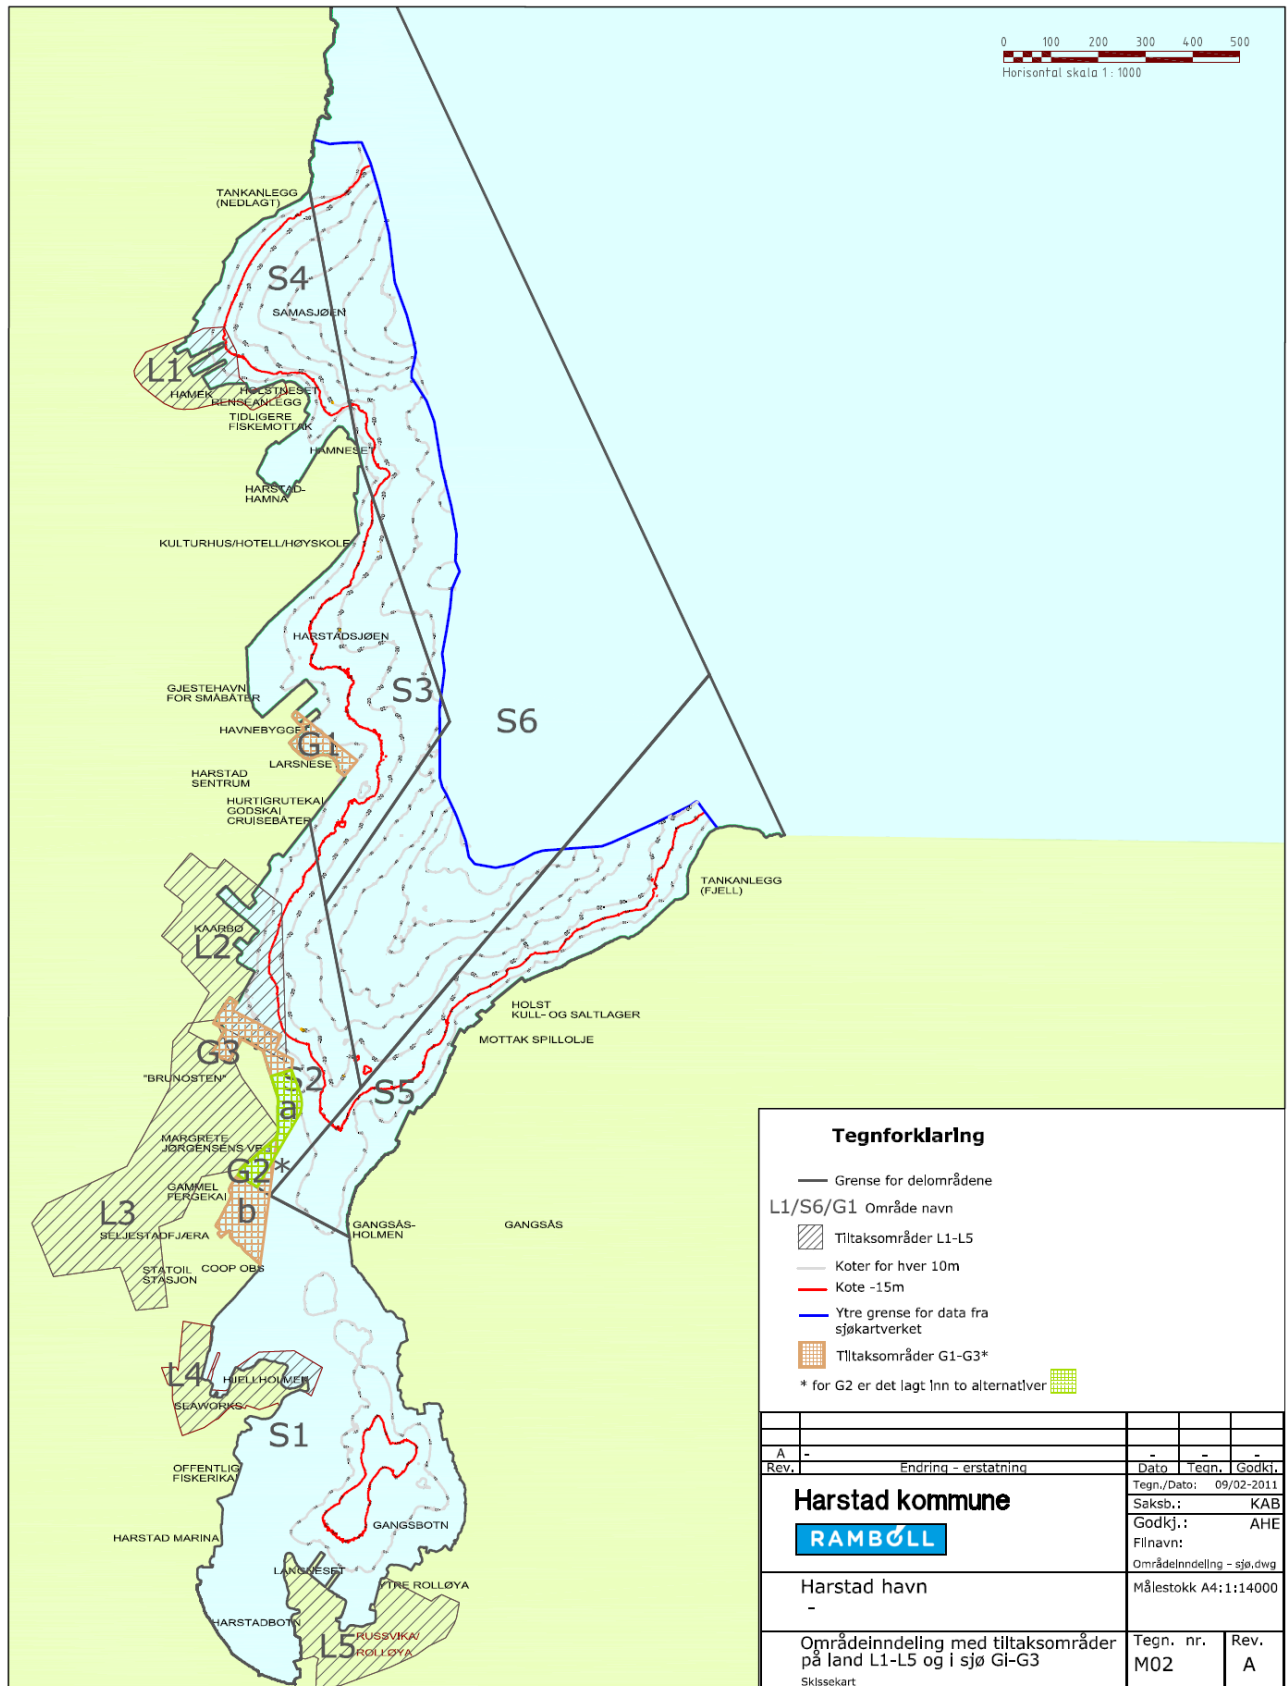 0 100 200 300 400 500
Horisontal skala 1 : 1000
TANKANLEGG
(NEDLAGT)
S4
SAMASJØEN
L1
HAMEK
HOLSTNESET
RENSEANLEGG
TIDLIGERE
FISKEMOTTAK
HAMNESET
HARSTAD-
HAMNA
KULTURHUS/HOTELL/HØYSKOLE
HARSTADSJØEN
GJESTEHAVN
FOR SMÅBÅTER
S3
S6
HAVNEBYGGE
G1
LARSNESE
HARSTAD
SENTRUM
HURTIGRUTEKAI
GODSKAI
CRUISEBÅTER
TANKANLEGG
(FJELL)
KAARBØ
L2
HOLST
KULL- OG SALTLAGER
MOTTAK SPILLOLJE
G3
"BRUNOSTEN"
S2
S5
a
MARGRETE
JØRGENSENS VEG
G2*
GAMMEL
FERGEKAI
b
L3
SELJESTADFJÆRA
GANGSÅS-
HOLMEN
GANGSÅS
STATOIL
STASJON
COOP OBS
L4
HJELLHOLMEN
SEAWORKS
S1
OFFENTLIG
FISKERIKAI
GANGSBOTN
HARSTAD MARINA
LANGNESET
YTRE ROLLØYA
HARSTADBOTN
L5
RUSSVIKA/
ROLLØYA
Tegnforklaring
Grense for delområdene
L1/S6/G1 Område navn
Tiltaksområder L1-L5
Koter for hver 10m
Kote -15m
Ytre grense for data fra
sjøkartverket
Tiltaksområder G1-G3*
* for G2 er det lagt inn to alternativer
A - - - -
Rev. Endring - erstatning Dato Tegn. Godkj.
Harstad kommune
RAMBØLL
Tegn./Dato: 09/02-2011
Saksb.: KAB
Godkj.: AHE
Filnavn:
Områdeinndeling - sjø.dwg
Harstad havn
-
Målestokk A4:1:14000
Områdeinndeling med tiltaksområder
på land L1-L5 og i sjø Gi-G3
Skissekart
Tegn. nr. Rev.
M02 A